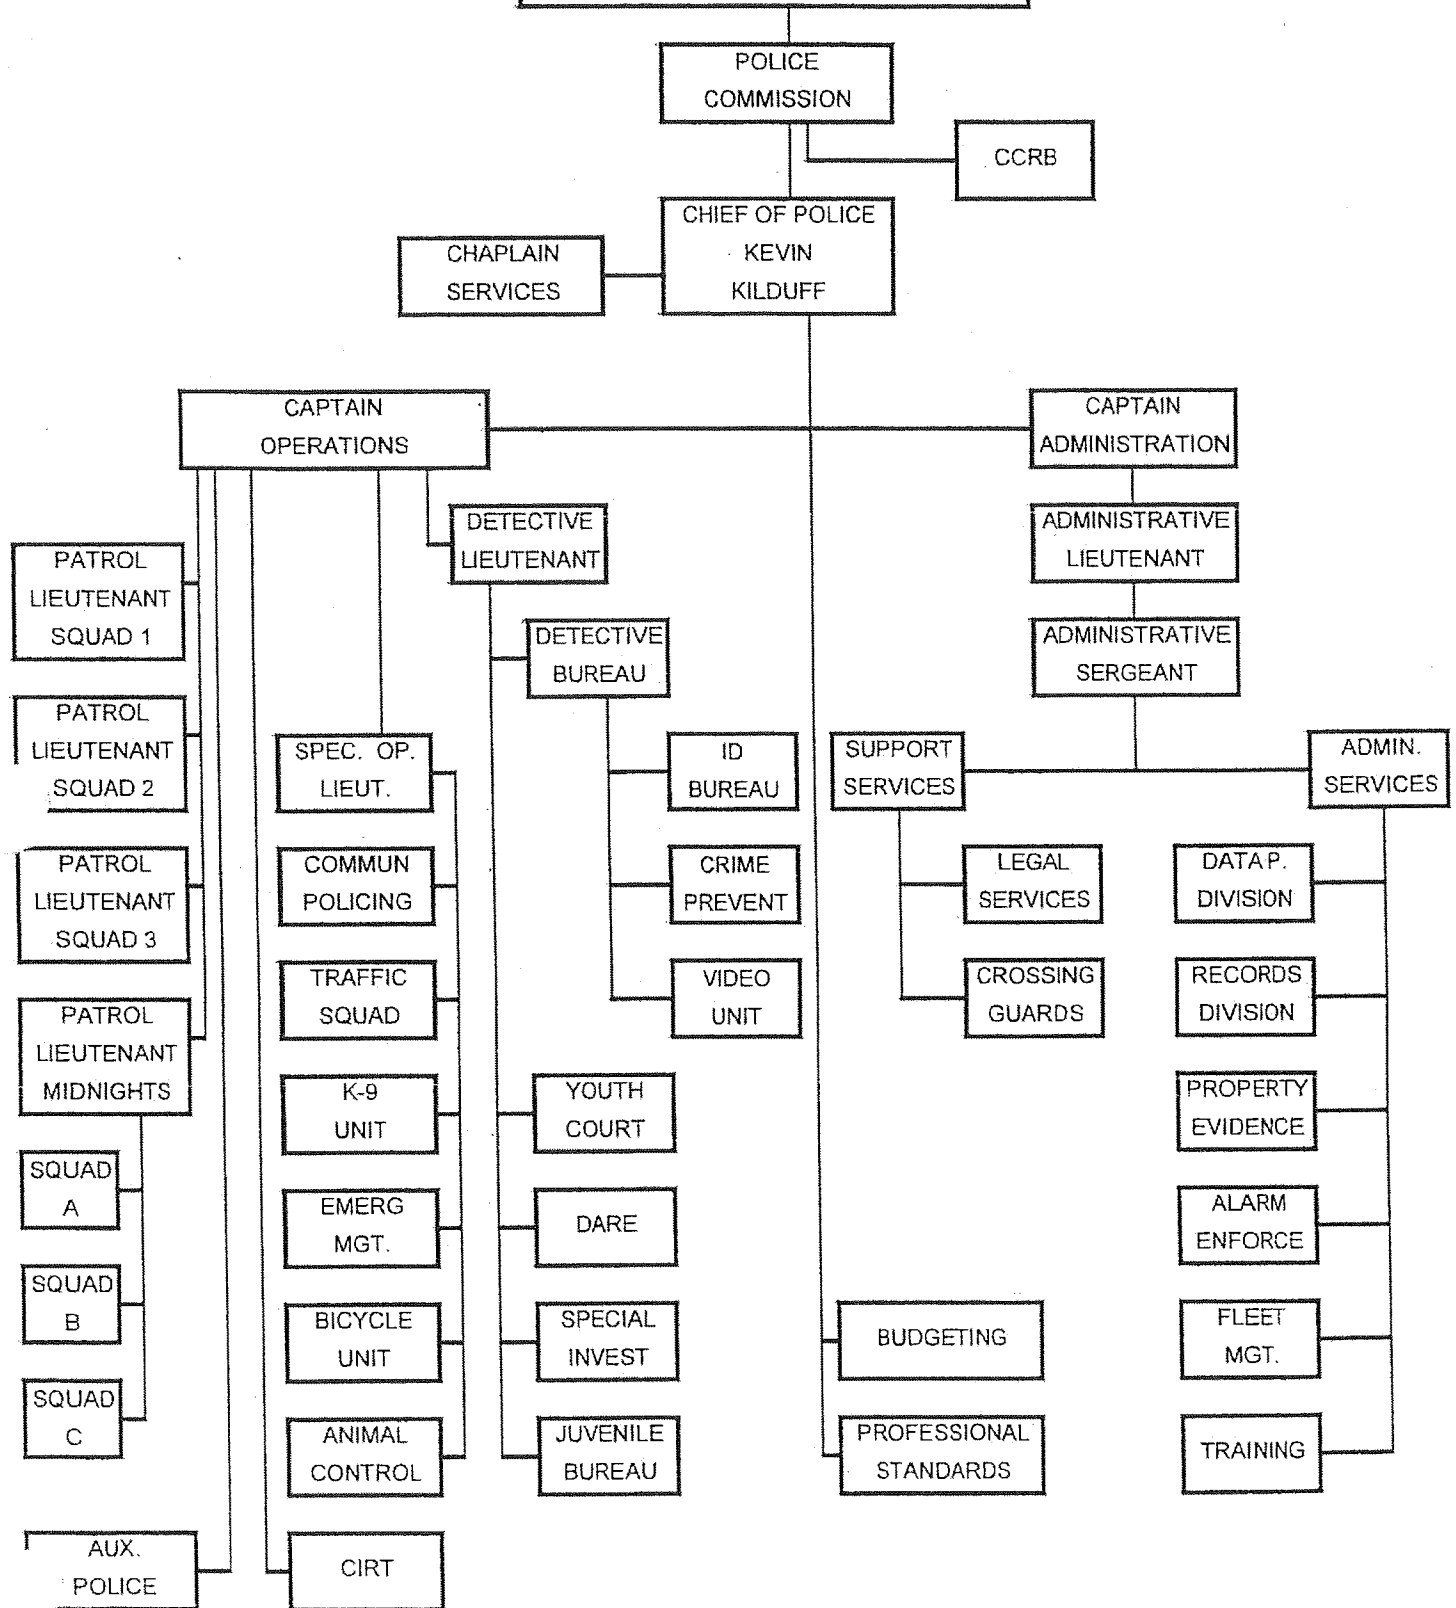 POLICE
COMMISSION
CCRB
CHIEF OF POLICE
KEVIN
KILDUFF
CHAPLAIN
SERVICES
CAPTAIN
OPERATIONS
CAPTAIN
ADMINISTRATION
DETECTIVE
LIEUTENANT
ADMINISTRATIVE
LIEUTENANT
PATROL
LIEUTENANT
SQUAD 1
DETECTIVE
BUREAU
ADMINISTRATIVE
SERGEANT
PATROL
LIEUTENANT
SQUAD 2
SPEC. OP.
LIEUT.
ID
BUREAU
SUPPORT
SERVICES
ADMIN.
SERVICES
PATROL
LIEUTENANT
SQUAD 3
COMMUN
POLICING
CRIME
PREVENT
LEGAL
SERVICES
DATA P.
DIVISION
TRAFFIC
SQUAD
VIDEO
UNIT
CROSSING
GUARDS
RECORDS
DIVISION
PATROL
LIEUTENANT
MIDNIGHTS
K-9
UNIT
YOUTH
COURT
PROPERTY
EVIDENCE
SQUAD
A
EMERG
MGT.
DARE
ALARM
ENFORCE
SQUAD
B
BICYCLE
UNIT
SPECIAL
INVEST
BUDGETING
FLEET
MGT.
SQUAD
C
ANIMAL
CONTROL
JUVENILE
BUREAU
PROFESSIONAL
STANDARDS
TRAINING
AUX.
POLICE
CIRT